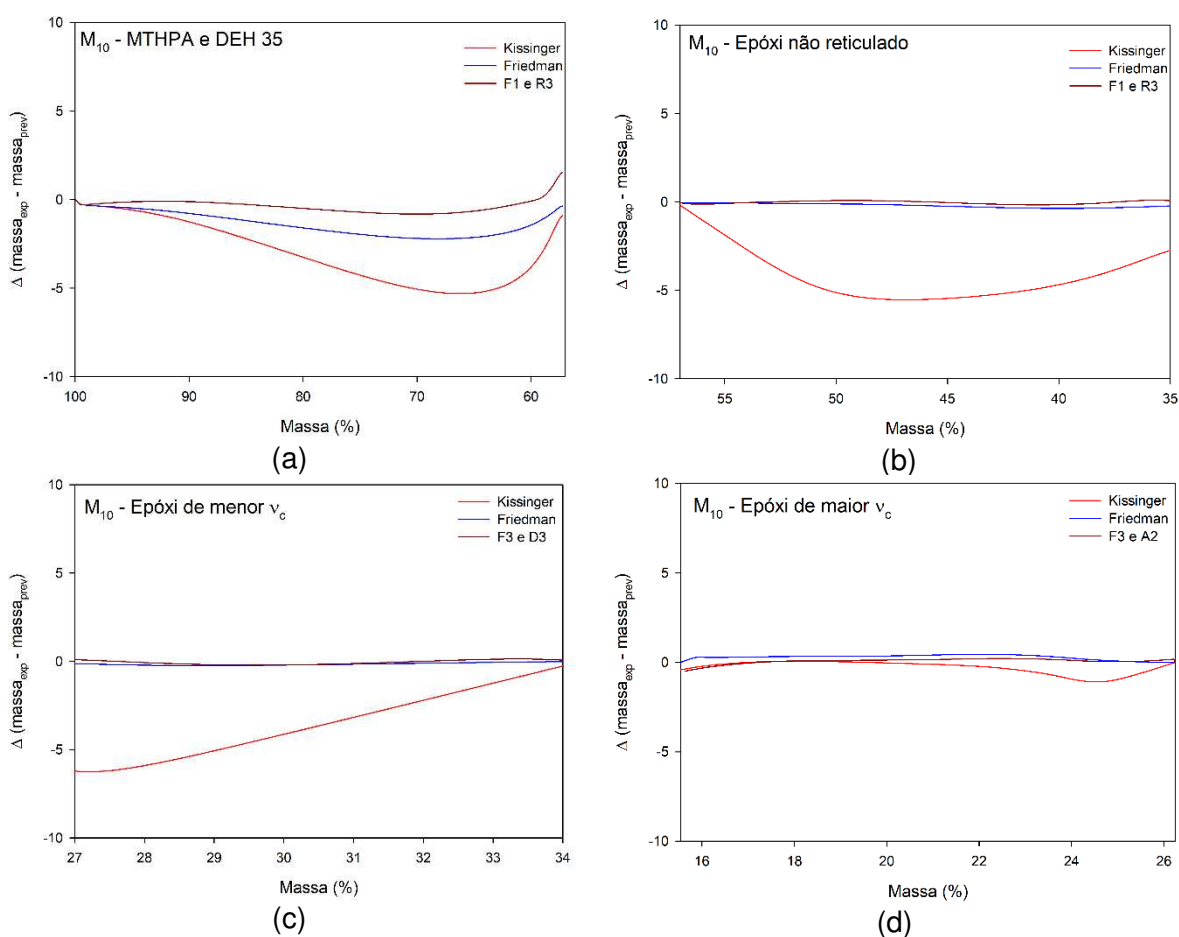 M10 - MTHPA e DEH 35
Kissinger
Friedman
F1 e R3
10
5
0
-5
-10
Δ (massaexp - massaprev)
100 90 80 70 60
Massa (%)
(a)
M10 - Epóxi não reticulado
Kissinger
Friedman
F1 e R3
10
5
0
-5
-10
Δ (massaexp - massaprev)
55 50 45 40 35
Massa (%)
(b)
M10 - Epóxi de menor νc
Kissinger
Friedman
F3 e D3
10
5
0
-5
-10
Δ (massaexp - massaprev)
27 28 29 30 31 32 33 34
Massa (%)
(c)
M10 - Epóxi de maior νc
Kissinger
Friedman
F3 e A2
10
5
0
-5
-10
Δ (massaexp - massaprev)
16 18 20 22 24 26
Massa (%)
(d)